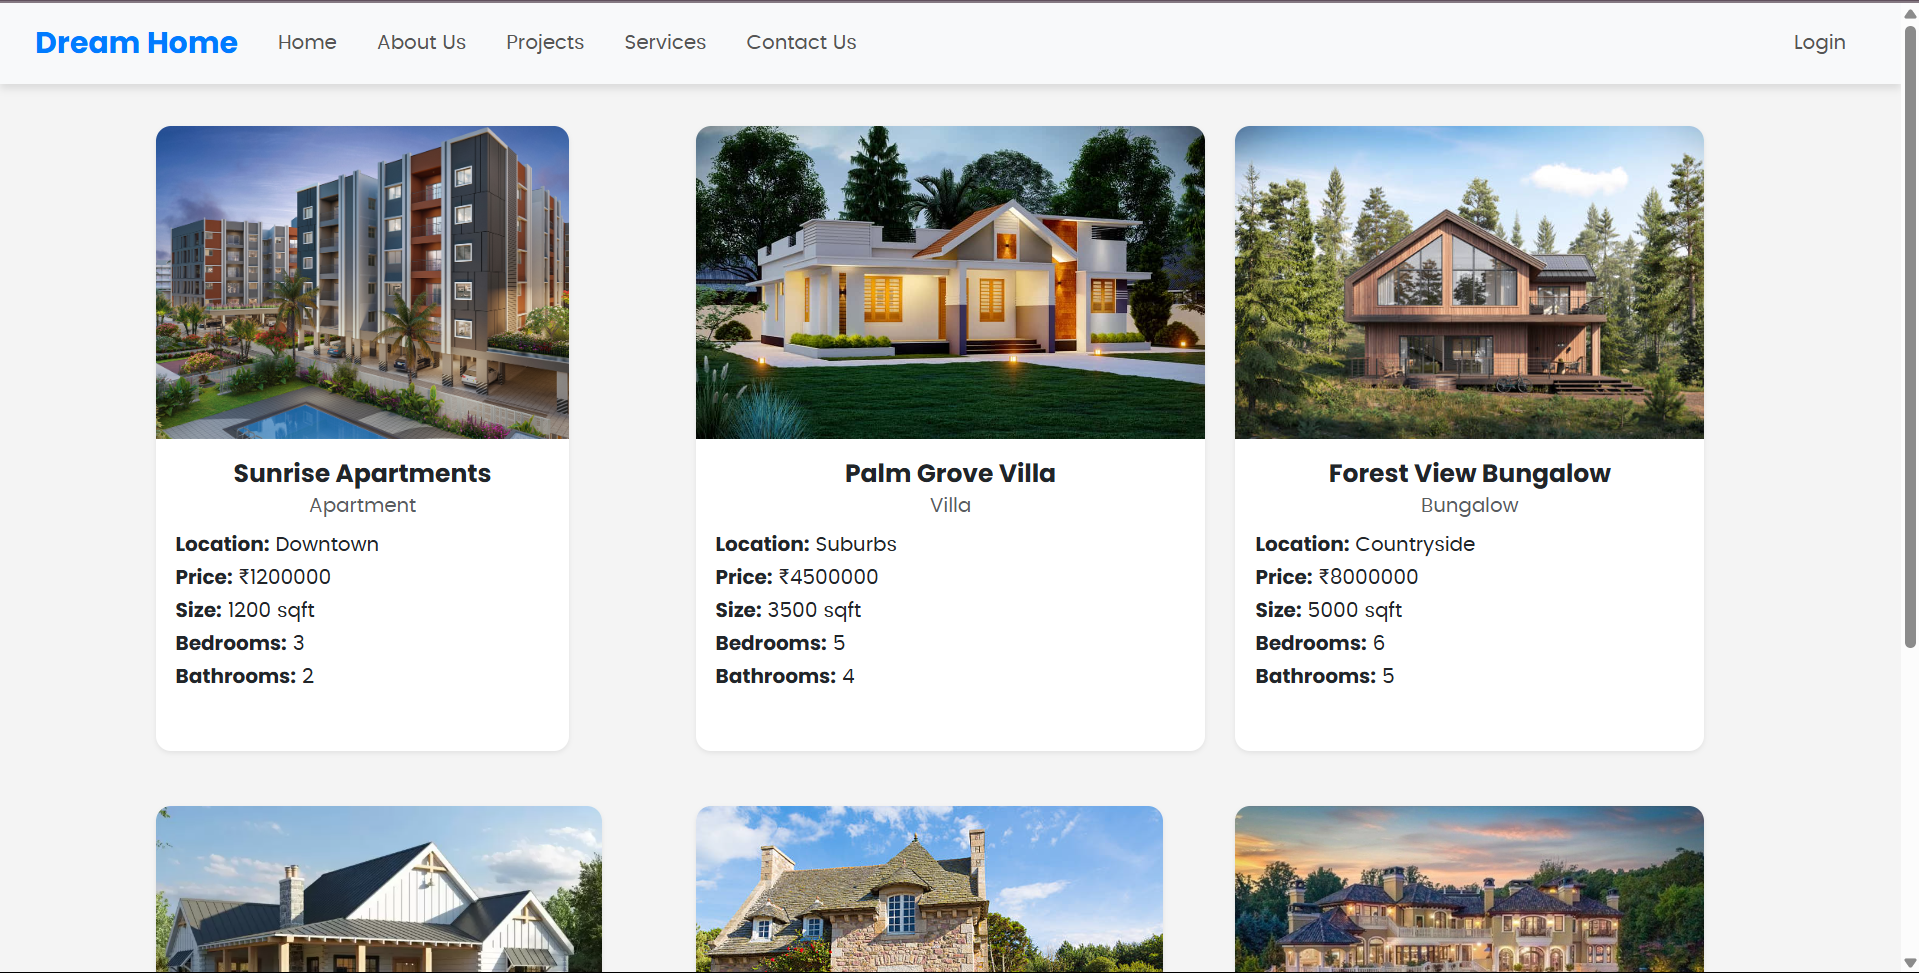 Dream Home Home About Us Projects Services Contact Us Login
Sunrise Apartments
Apartment
Location: Downtown
Price: ₹1200000
Size: 1200 sqft
Bedrooms: 3
Bathrooms: 2
Palm Grove Villa
Villa
Location: Suburbs
Price: ₹4500000
Size: 3500 sqft
Bedrooms: 5
Bathrooms: 4
Forest View Bungalow
Bungalow
Location: Countryside
Price: ₹8000000
Size: 5000 sqft
Bedrooms: 6
Bathrooms: 5